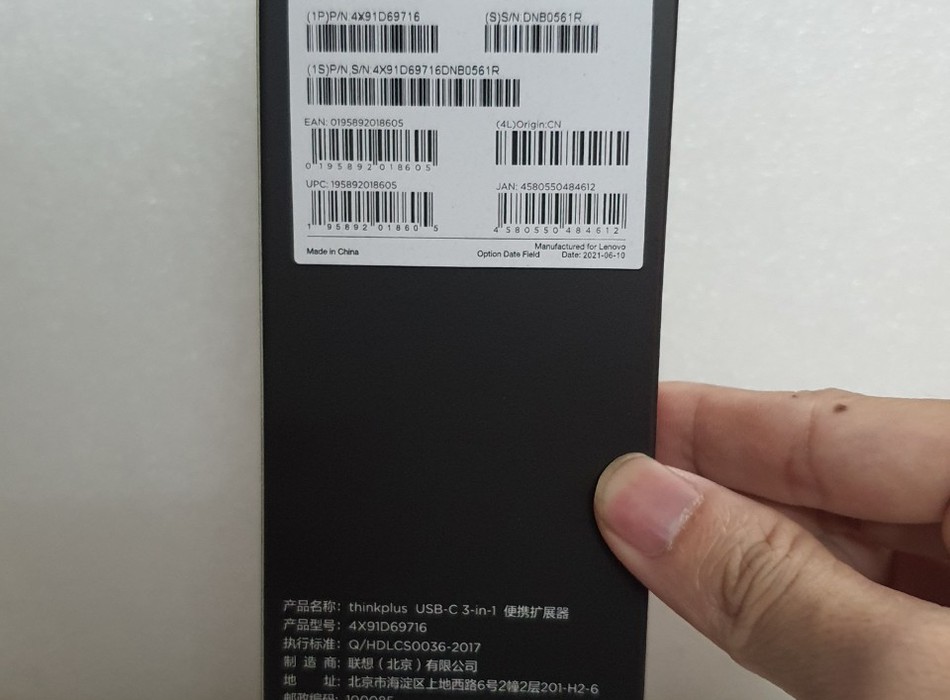 (1P)P/N 4X91D69716 (S)S/N DNB0561R
(1S)P/N S/N 4X91D69716DNB0561R
EAN: 0195892018605 (4L)Origin:CN
0 195892 018605
UPC: 195892018605 JAN: 4580550484612
1 95892 01860 5 4 580550 484612
Made in China Manufactured for Lenovo
Option Date Field Date: 2021-06-10
产品名称: thinkplus USB-C 3-in-1 便携扩展器
产品型号: 4X91D69716
执行标准: Q/HDLCS0036-2017
制 造 商: 联想(北京)有限公司
地 址: 北京市海淀区上地西路6号2幢2层201-H2-6
邮政编码: 100085